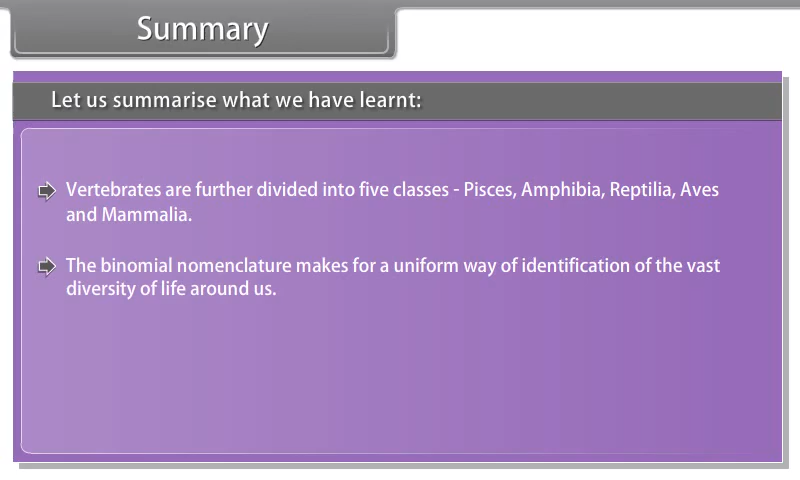 Summary
Let us summarise what we have learnt:
Vertebrates are further divided into five classes - Pisces, Amphibia, Reptilia, Aves
and Mammalia.
The binomial nomenclature makes for a uniform way of identification of the vast
diversity of life around us.